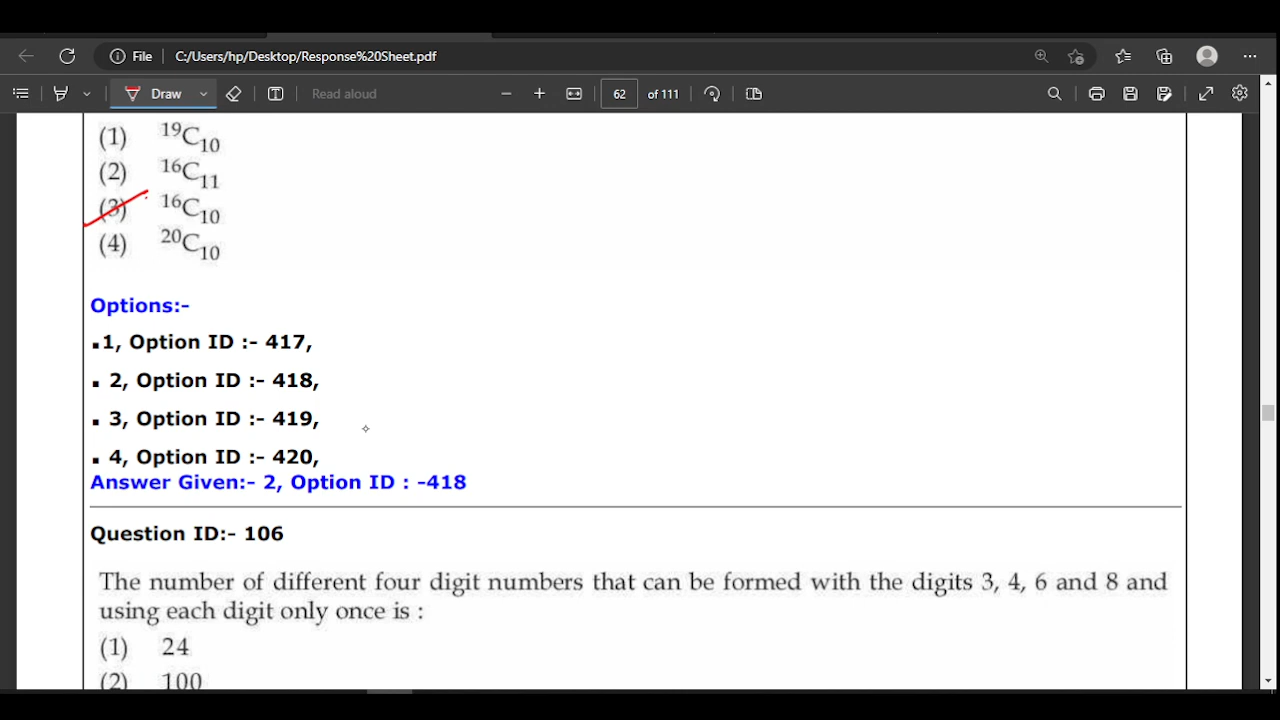 File C:/Users/hp/Desktop/Response%20Sheet.pdf
Draw Read aloud 62 of 111
(1) ¹⁹C₁₀
(2) ¹⁶C₁₁
(3) ¹⁶C₁₀
(4) ²⁰C₁₀
Options:-
1, Option ID :- 417,
2, Option ID :- 418,
3, Option ID :- 419,
4, Option ID :- 420,
Answer Given:- 2, Option ID : -418
Question ID:- 106
The number of different four digit numbers that can be formed with the digits 3, 4, 6 and 8 and
using each digit only once is :
(1) 24
(2) 100